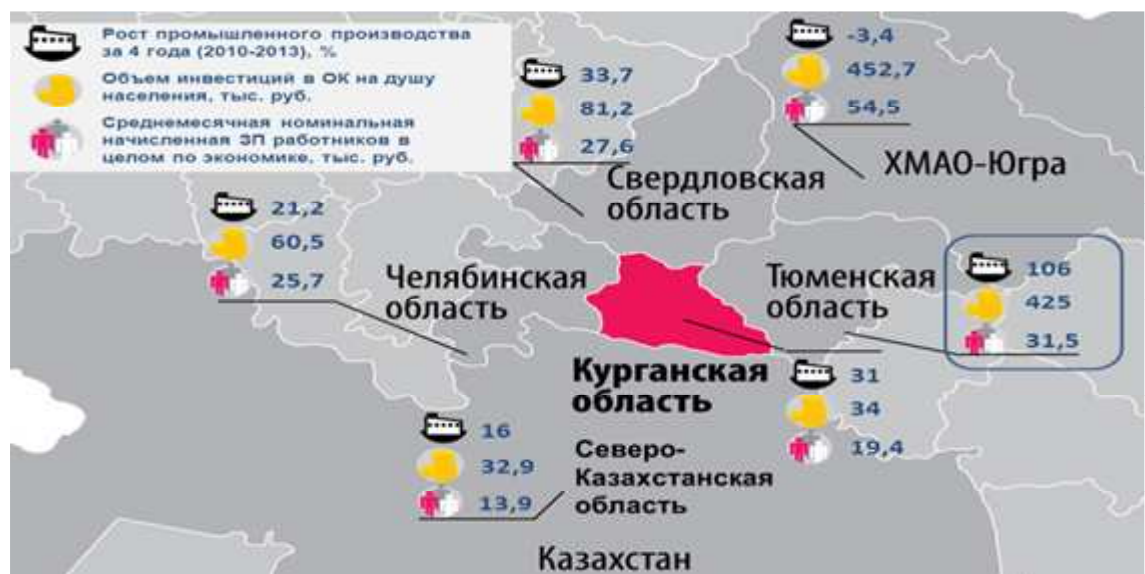 Рост промышленного производства
за 4 года (2010-2013), %
Объем инвестиций в ОК на душу
населения, тыс. руб.
Среднемесячная номинальная
начисленная ЗП работников в
целом по экономике, тыс. руб.
-3,4
452,7
54,5
ХМАО-Югра
33,7
81,2
27,6
Свердловская
область
21,2
60,5
25,7
Челябинская
область
Тюменская
область
106
425
31,5
Курганская
область
31
34
19,4
16
32,9
13,9
Северо-
Казахстанская
область
Казахстан